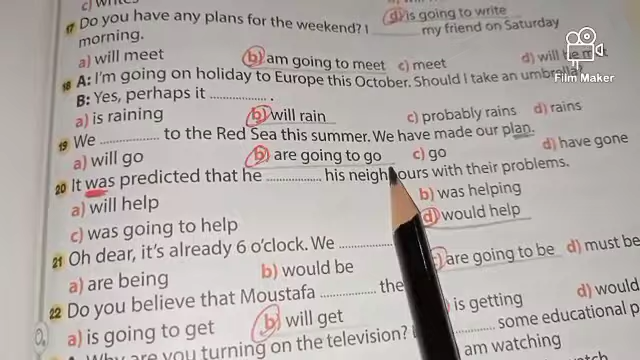 c) writes
d) is going to write
17 Do you have any plans for the weekend? I ______ my friend on Saturday
morning.
a) will meet b) am going to meet c) meet d) will be met
Film Maker
18 A: I'm going on holiday to Europe this October. Should I take an umbrella
B: Yes, perhaps it .............. .
a) is raining b) will rain c) probably rains d) rains
19 We ______ to the Red Sea this summer. We have made our plan.
a) will go b) are going to go c) go d) have gone
20 It was predicted that he .............. his neighbours with their problems.
a) will help b) was helping
c) was going to help d) would help
21 Oh dear, it's already 6 o'clock. We ..............
a) are being b) would be c) are going to be d) must be
22 Do you believe that Moustafa .............. the
a) is going to get b) will get is getting d) would
Why are you turning on the television? .............. some educational
am watching